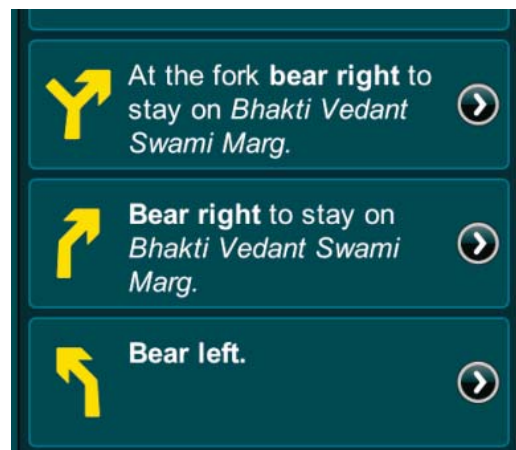 At the fork bear right to
stay on Bhakti Vedant
Swami Marg.
Bear right to stay on
Bhakti Vedant Swami
Marg.
Bear left.